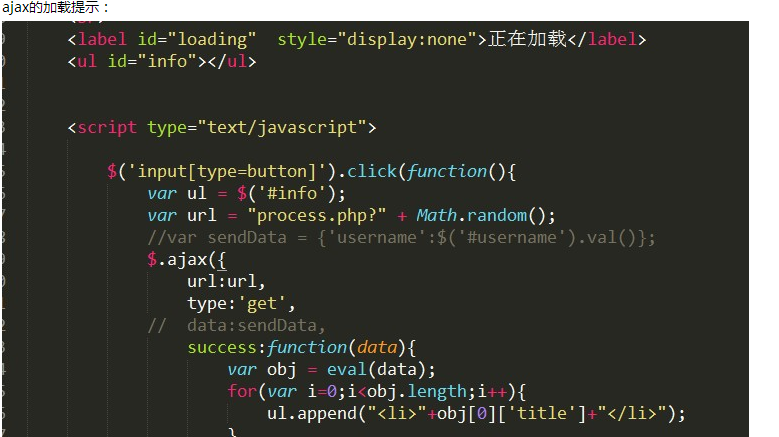 ajax的加载提示：
<label id="loading"  style="display:none">正在加载</label>
<ul id="info"></ul>
<script type="text/javascript">
$('input[type=button]').click(function(){
var ul = $('#info');
var url = "process.php?" + Math.random();
//var sendData = {'username':$('#username').val()};
$.ajax({
url:url,
type:'get',
//  data:sendData,
success:function(data){
var obj = eval(data);
for(var i=0;i<obj.length;i++){
ul.append("<li>"+obj[0]['title']+"</li>");
}